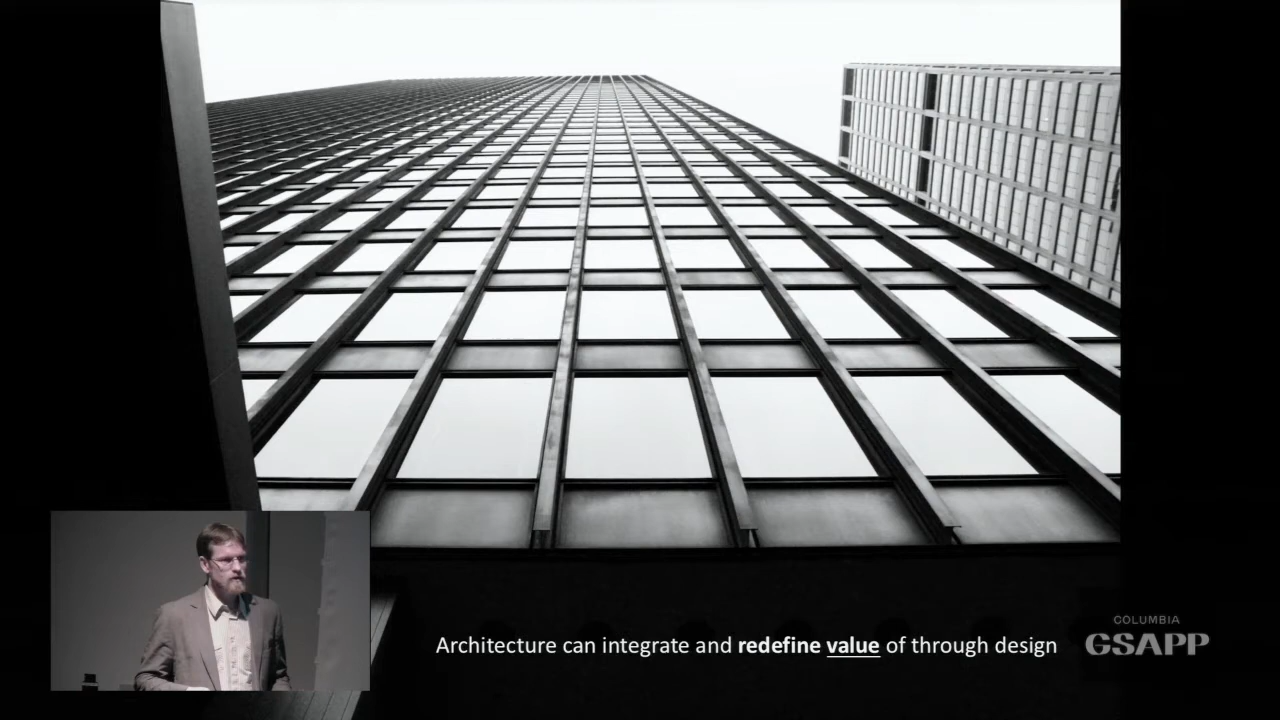 Architecture can integrate and redefine value of through design
COLUMBIA
GSAPP